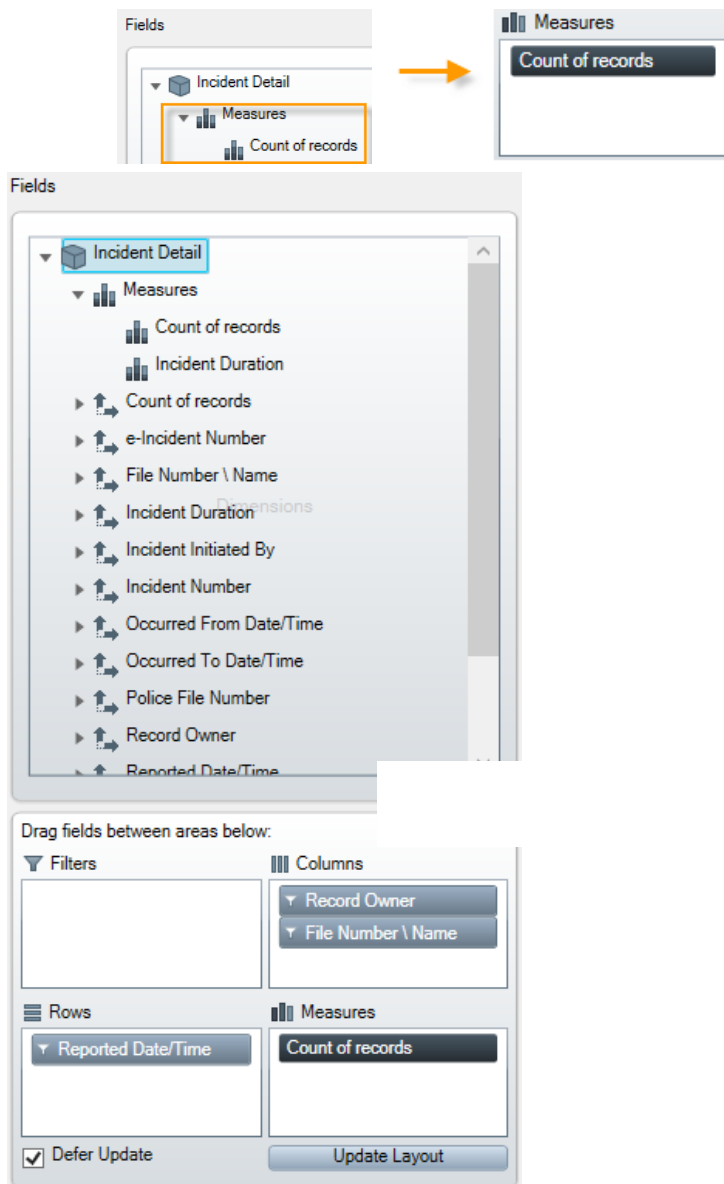 Fields
Incident Detail
Measures
Count of records
Measures
Count of records
Fields
Incident Detail
Measures
Count of records
Incident Duration
Count of records
e-Incident Number
File Number \ Name
Dimensions
Incident Duration
Incident Initiated By
Incident Number
Occurred From Date/Time
Occurred To Date/Time
Police File Number
Record Owner
Reported Date/Time
Drag fields between areas below:
Filters
Columns
Record Owner
File Number \ Name
Rows
Measures
Reported Date/Time
Count of records
Defer Update
Update Layout